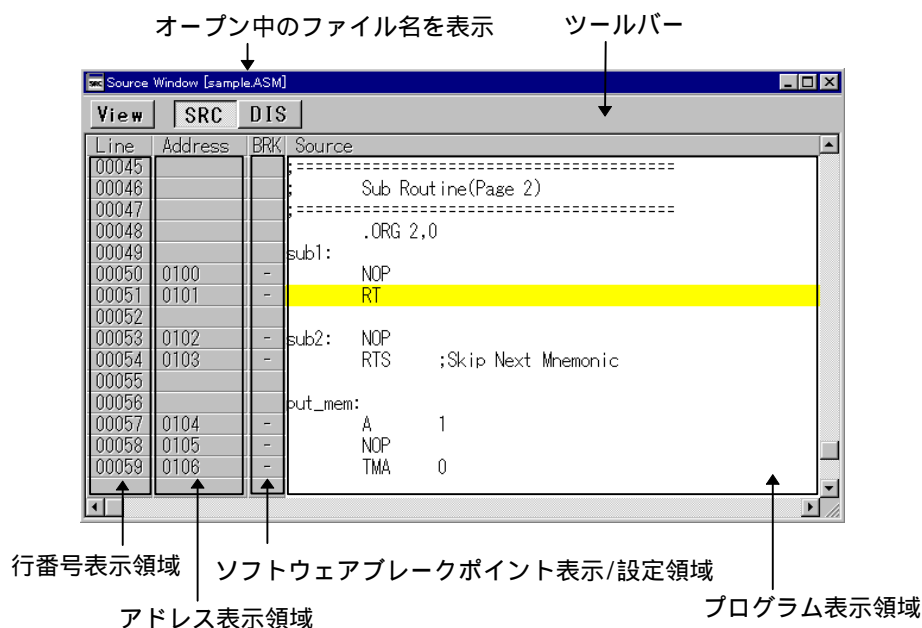 オープン中のファイル名を表示 ツールバー
SRC Source Window [sample.ASM]
View SRC DIS
Line Address BRK Source
00045 ;=======================================
00046 ; Sub Routine(Page 2)
00047 ;=======================================
00048 .ORG 2,0
00049 sub1:
00050 0100 - NOP
00051 0101 - RT
00052
00053 0102 - sub2: NOP
00054 0103 - RTS ;Skip Next Mnemonic
00055
00056 out_mem:
00057 0104 - A 1
00058 0105 - NOP
00059 0106 - TMA 0
行番号表示領域 ソフトウェアブレークポイント表示/設定領域
アドレス表示領域 プログラム表示領域